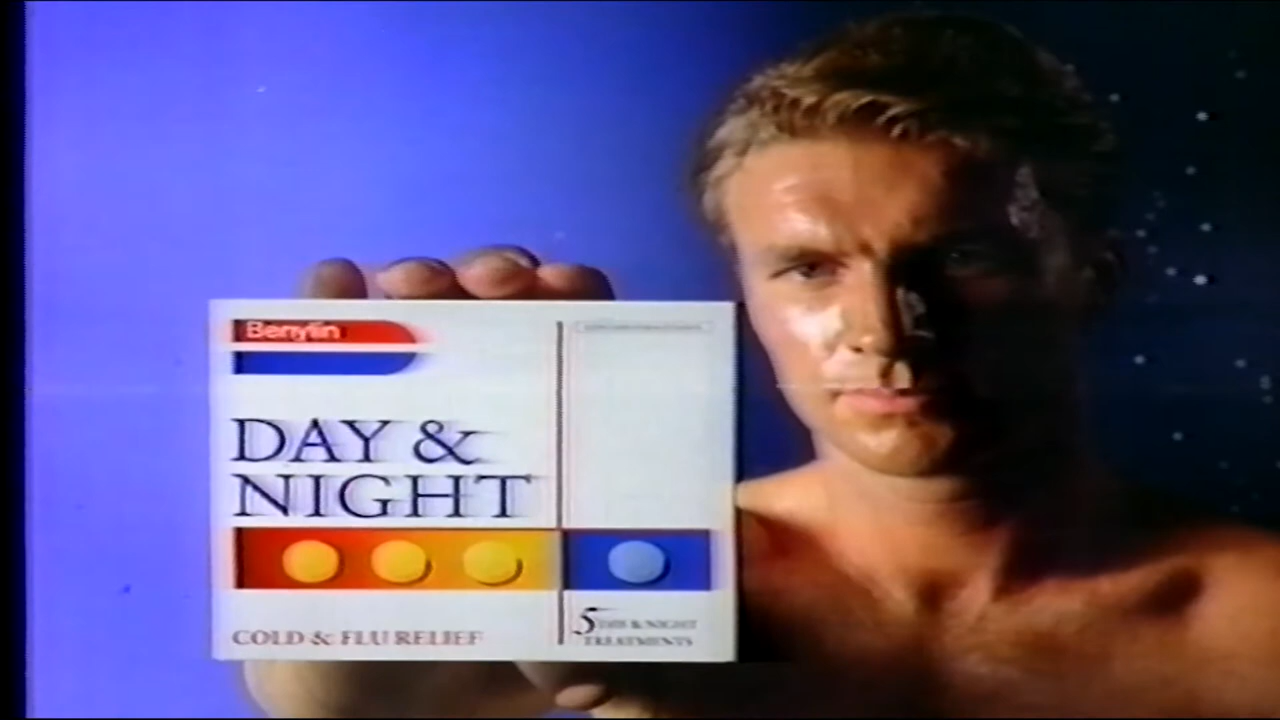 Benylin
DAY &
NIGHT
COLD & FLU RELIEF
5 DAY & NIGHT
TREATMENTS